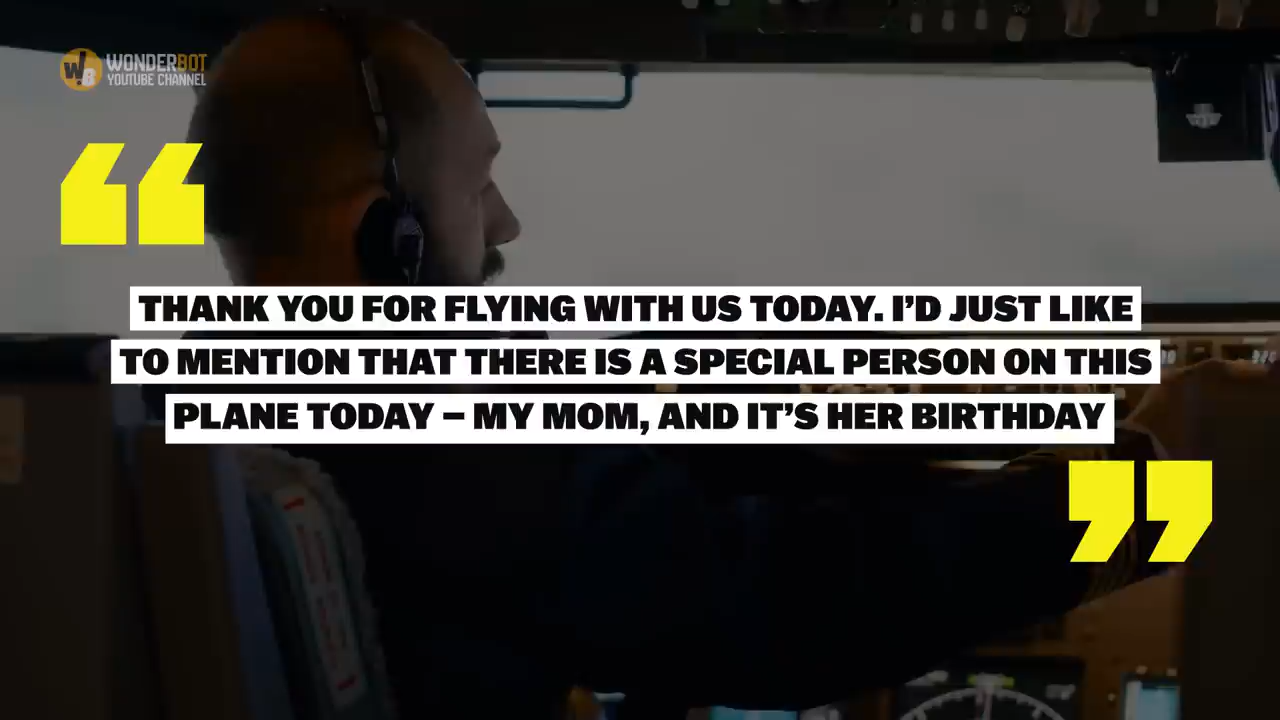 W!B WONDERBOT
YOUTUBE CHANNEL
“
THANK YOU FOR FLYING WITH US TODAY. I’D JUST LIKE
TO MENTION THAT THERE IS A SPECIAL PERSON ON THIS
PLANE TODAY – MY MOM, AND IT’S HER BIRTHDAY
”